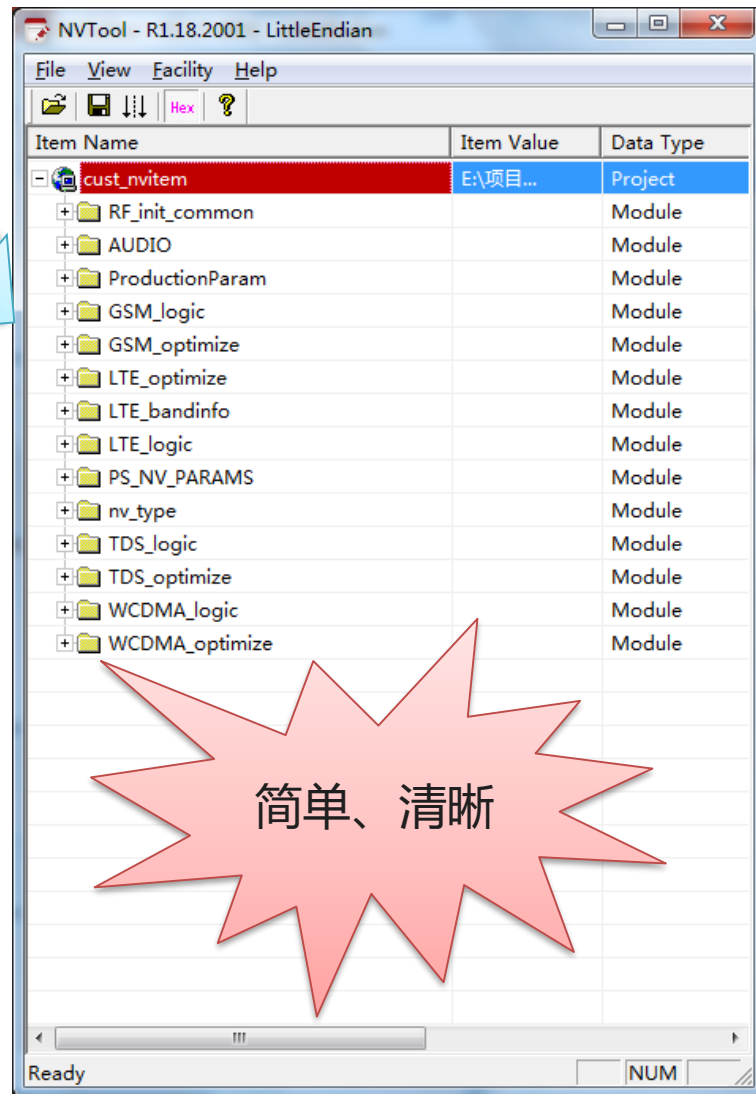 NVTool - R1.18.2001 - LittleEndian
File View Facility Help
Hex
Item Name Item Value Data Type
cust_nvitem E:\项目... Project
RF_init_common Module
AUDIO Module
ProductionParam Module
GSM_logic Module
GSM_optimize Module
LTE_optimize Module
LTE_bandinfo Module
LTE_logic Module
PS_NV_PARAMS Module
nv_type Module
TDS_logic Module
TDS_optimize Module
WCDMA_logic Module
WCDMA_optimize Module
简单、清晰
Ready NUM